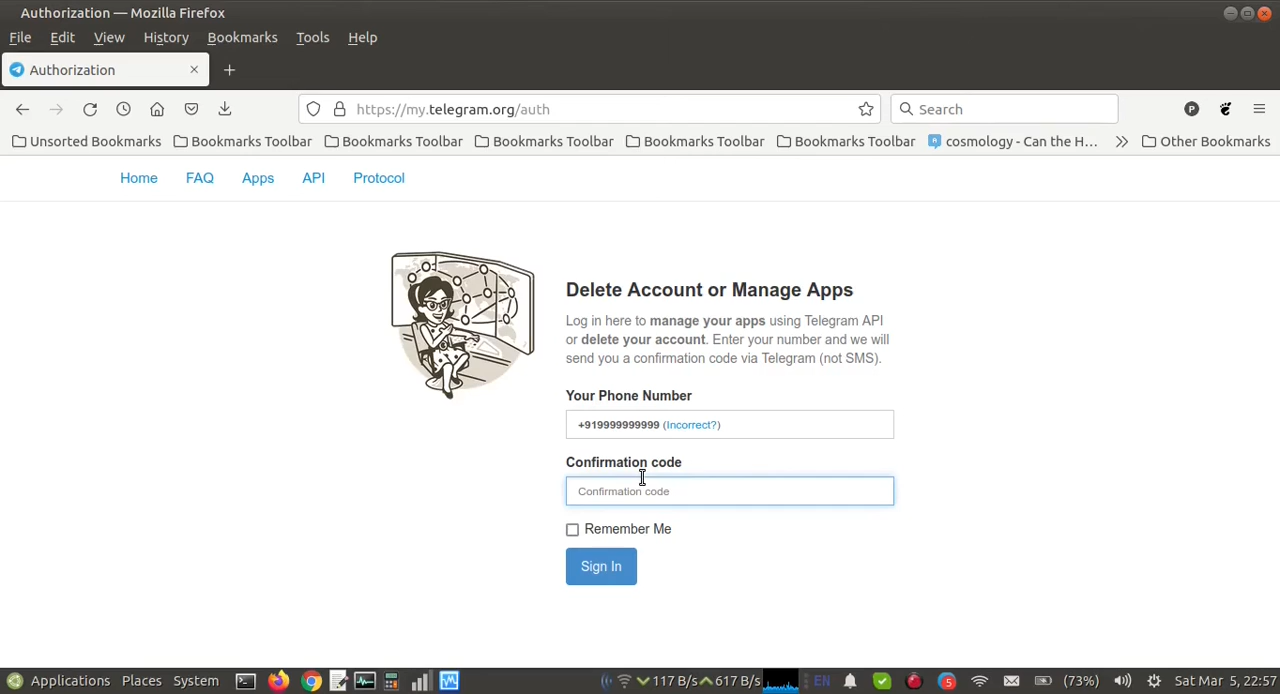 Authorization — Mozilla Firefox
File Edit View History Bookmarks Tools Help
Authorization
https://my.telegram.org/auth
Search
P
Unsorted Bookmarks Bookmarks Toolbar Bookmarks Toolbar Bookmarks Toolbar Bookmarks Toolbar Bookmarks Toolbar cosmology - Can the H... Other Bookmarks
Home FAQ Apps API Protocol
Delete Account or Manage Apps
Log in here to manage your apps using Telegram API
or delete your account. Enter your number and we will
send you a confirmation code via Telegram (not SMS).
Your Phone Number
+919999999999 (Incorrect?)
Confirmation code
Confirmation code
Remember Me
Sign In
Applications Places System 117 B/s 617 B/s EN 5 (73%) Sat Mar 5, 22:57